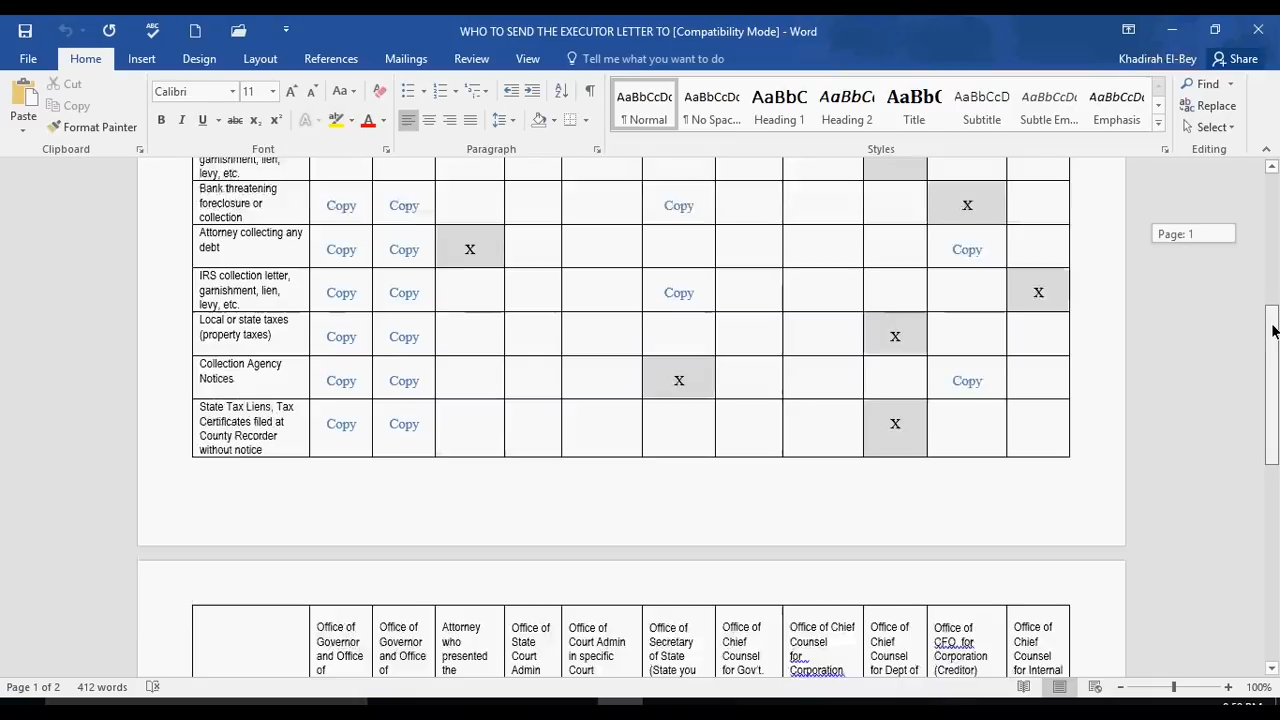 WHO TO SEND THE EXECUTOR LETTER TO [Compatibility Mode] - Word
File Home Insert Design Layout References Mailings Review View Tell me what you want to do Khadirah El-Bey Share
Paste
Cut
Copy
Format Painter
Clipboard
Calibri 11
Font
Paragraph
AaBbCcDc ¶ Normal
AaBbCcDc ¶ No Spac...
AaBbC Heading 1
AaBbCc Heading 2
AaBb( Title
AaBbCcD Subtitle
AaBbCcDc Subtle Em...
AaBbCcDc Emphasis
Styles
Find
Replace
Select
Editing
garnishment, lien,
levy, etc.
Bank threatening
foreclosure or
collection
Copy Copy Copy X
Attorney collecting any
debt
Copy Copy X Copy
IRS collection letter,
garnishment, lien,
levy, etc.
Copy Copy Copy X
Local or state taxes
(property taxes)
Copy Copy X
Collection Agency
Notices
Copy Copy X Copy
State Tax Liens, Tax
Certificates filed at
County Recorder
without notice
Copy Copy X
Page: 1
Office of
Governor
and Office
of
Office of
Governor
and Office
of
Attorney
who
presented
the
Office of
State
Court
Admin
Office of
Court Admin
in specific
Court
Office of
Secretary
of State
(State you
Office of
Chief
Counsel
for Gov't.
Office of Chief
Counsel
for
Corporation
Office of
Chief
Counsel
for Dept of
Office of
CFO for
Corporation
(Creditor)
Office of
Chief
Counsel
for Internal
Page 1 of 2 412 words 100%